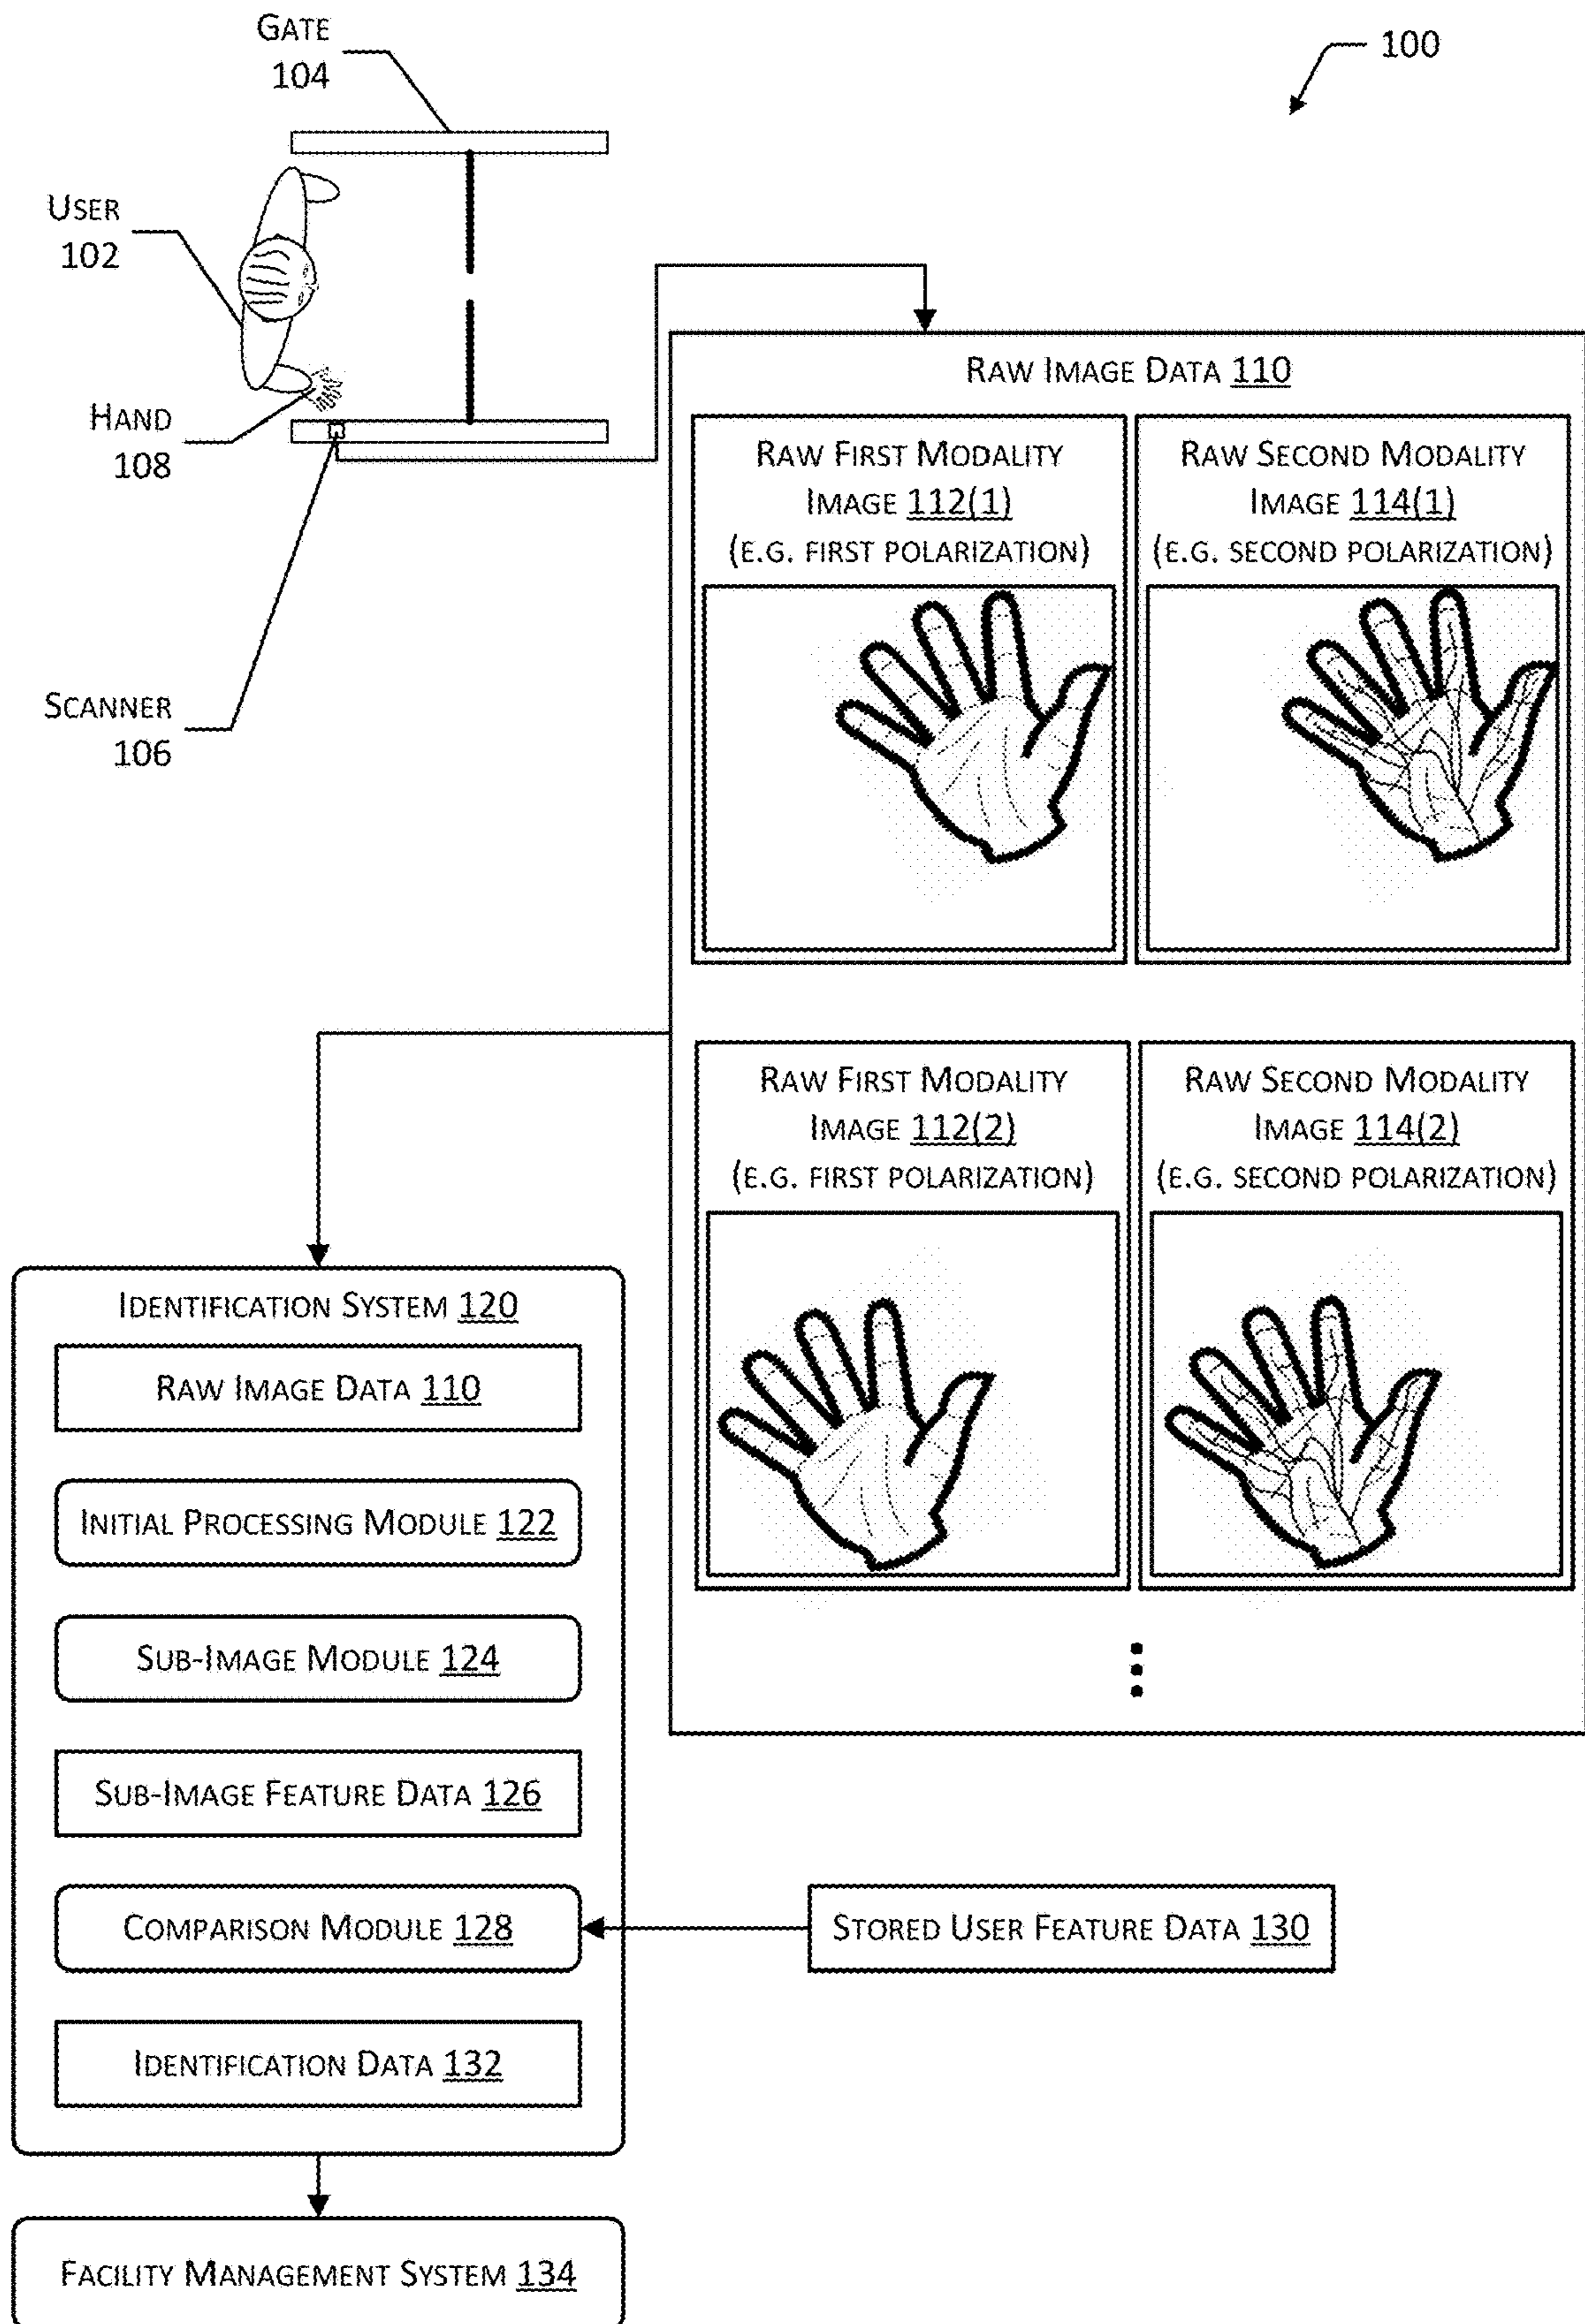 GATE
104
100
USER
102
HAND
108
SCANNER
106
RAW IMAGE DATA 110
RAW FIRST MODALITY
IMAGE 112(1)
(E.G. FIRST POLARIZATION)
RAW SECOND MODALITY
IMAGE 114(1)
(E.G. SECOND POLARIZATION)
RAW FIRST MODALITY
IMAGE 112(2)
(E.G. FIRST POLARIZATION)
RAW SECOND MODALITY
IMAGE 114(2)
(E.G. SECOND POLARIZATION)
IDENTIFICATION SYSTEM 120
RAW IMAGE DATA 110
INITIAL PROCESSING MODULE 122
SUB-IMAGE MODULE 124
SUB-IMAGE FEATURE DATA 126
COMPARISON MODULE 128
STORED USER FEATURE DATA 130
IDENTIFICATION DATA 132
FACILITY MANAGEMENT SYSTEM 134